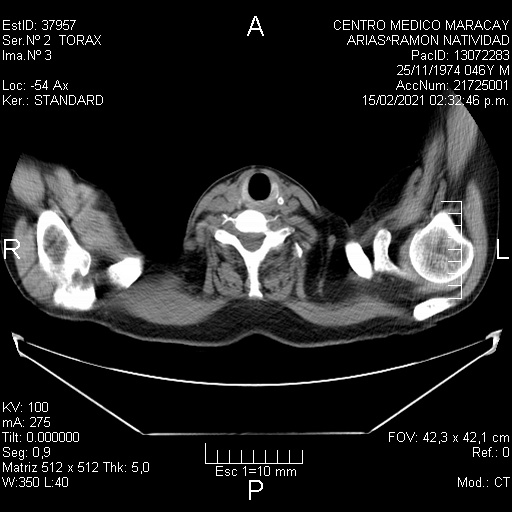 EstID: 37957
Ser.Nº 2 TORAX
Ima.Nº 3
Loc: -54 Ax
Ker.: STANDARD
A
CENTRO MEDICO MARACAY
ARIAS^RAMON NATIVIDAD
PacID: 13072283
25/11/1974 046Y M
AccNum: 21725001
15/02/2021 02:32:46 p.m.
R
L
KV: 100
mA: 275
Tilt: 0.000000
Seg: 0,9
Matriz 512 x 512 Thk: 5,0
W:350 L:40
Esc 1=10 mm
P
FOV: 42,3 x 42,1 cm
Ref.: 0
Mod.: CT